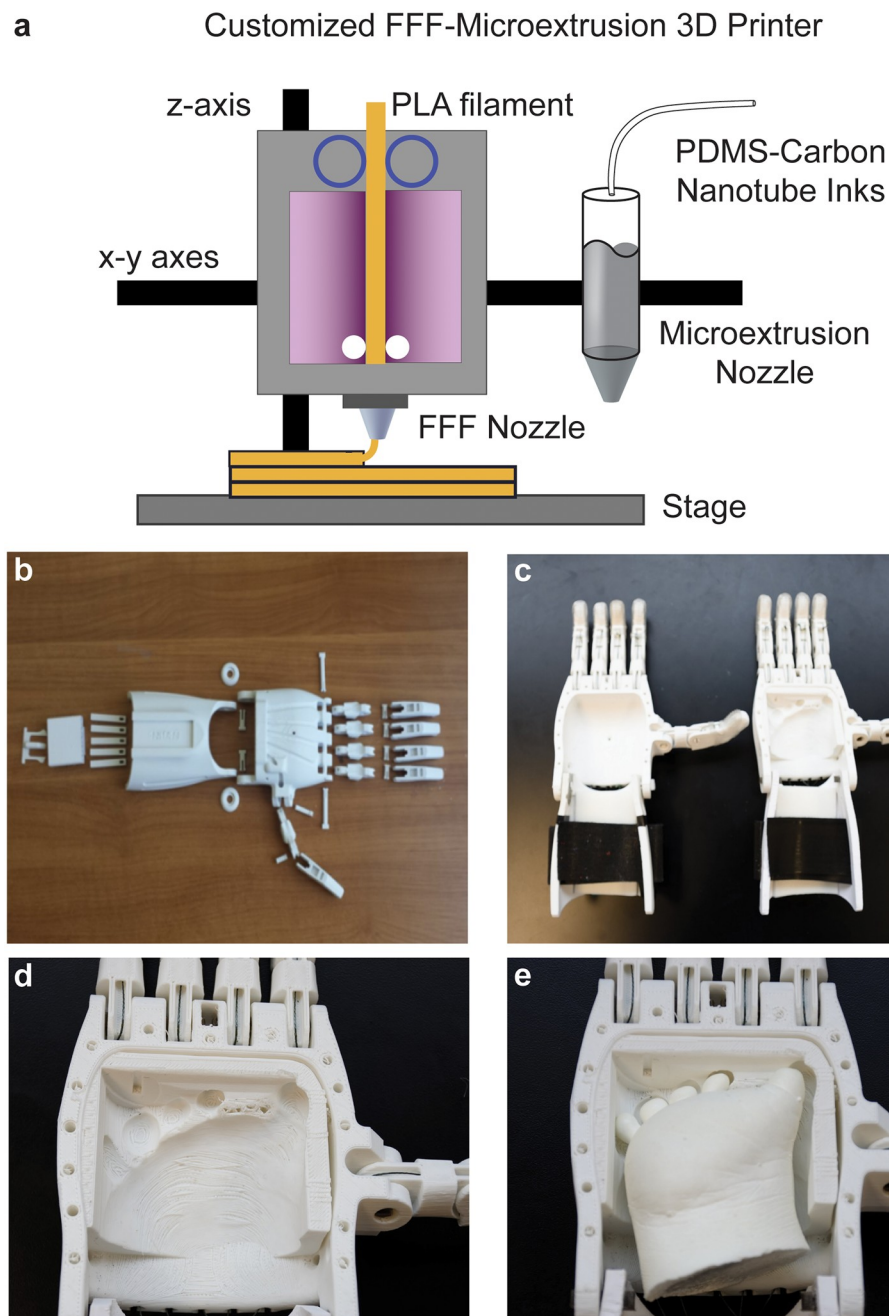 a
Customized FFF-Microextrusion 3D Printer
z-axis
PLA filament
PDMS-Carbon
Nanotube Inks
x-y axes
Microextrusion
Nozzle
FFF Nozzle
Stage
b
c
d
e